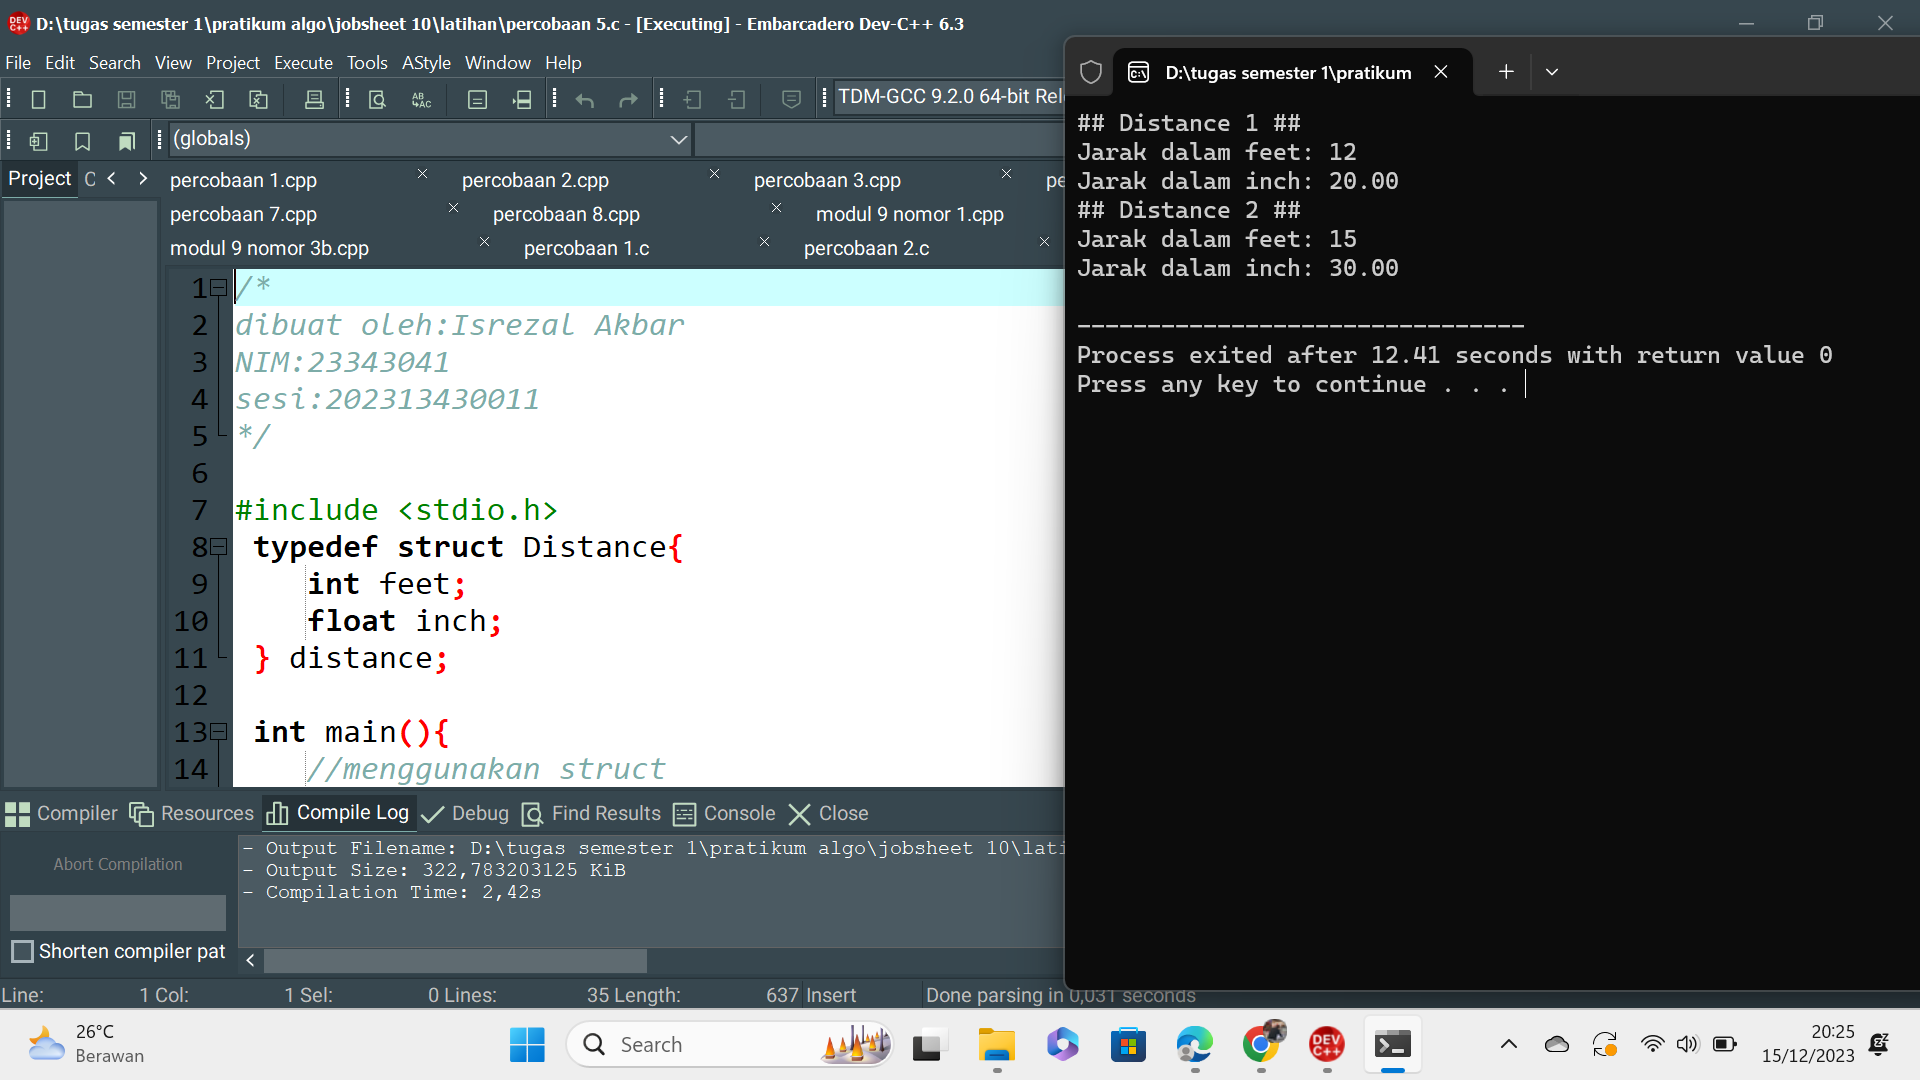 D:\tugas semester 1\pratikum algo\jobsheet 10\latihan\percobaan 5.c - [Executing] - Embarcadero Dev-C++ 6.3
File Edit Search View Project Execute Tools AStyle Window Help
TDM-GCC 9.2.0 64-bit Rel
(globals)
Project C
percobaan 1.cpp percobaan 2.cpp percobaan 3.cpp pe
percobaan 7.cpp percobaan 8.cpp modul 9 nomor 1.cpp
modul 9 nomor 3b.cpp percobaan 1.c percobaan 2.c
1 /*
2 dibuat oleh:Isrezal Akbar
3 NIM:23343041
4 sesi:202313430011
5 */
6
7 #include <stdio.h>
8 typedef struct Distance{
9 int feet;
10 float inch;
11 } distance;
12
13 int main(){
14 //menggunakan struct
Compiler Resources Compile Log Debug Find Results Console Close
Abort Compilation
Shorten compiler pat
- Output Filename: D:\tugas semester 1\pratikum algo\jobsheet 10\lati
- Output Size: 322,783203125 KiB
- Compilation Time: 2,42s
Line: 1 Col: 1 Sel: 0 Lines: 35 Length: 637 Insert Done parsing in 0,031 seconds
D:\tugas semester 1\pratikum
## Distance 1 ##
Jarak dalam feet: 12
Jarak dalam inch: 20.00
## Distance 2 ##
Jarak dalam feet: 15
Jarak dalam inch: 30.00
--------------------------------
Process exited after 12.41 seconds with return value 0
Press any key to continue . . .
26°C
Berawan
Search
DEV C++
20:25
15/12/2023